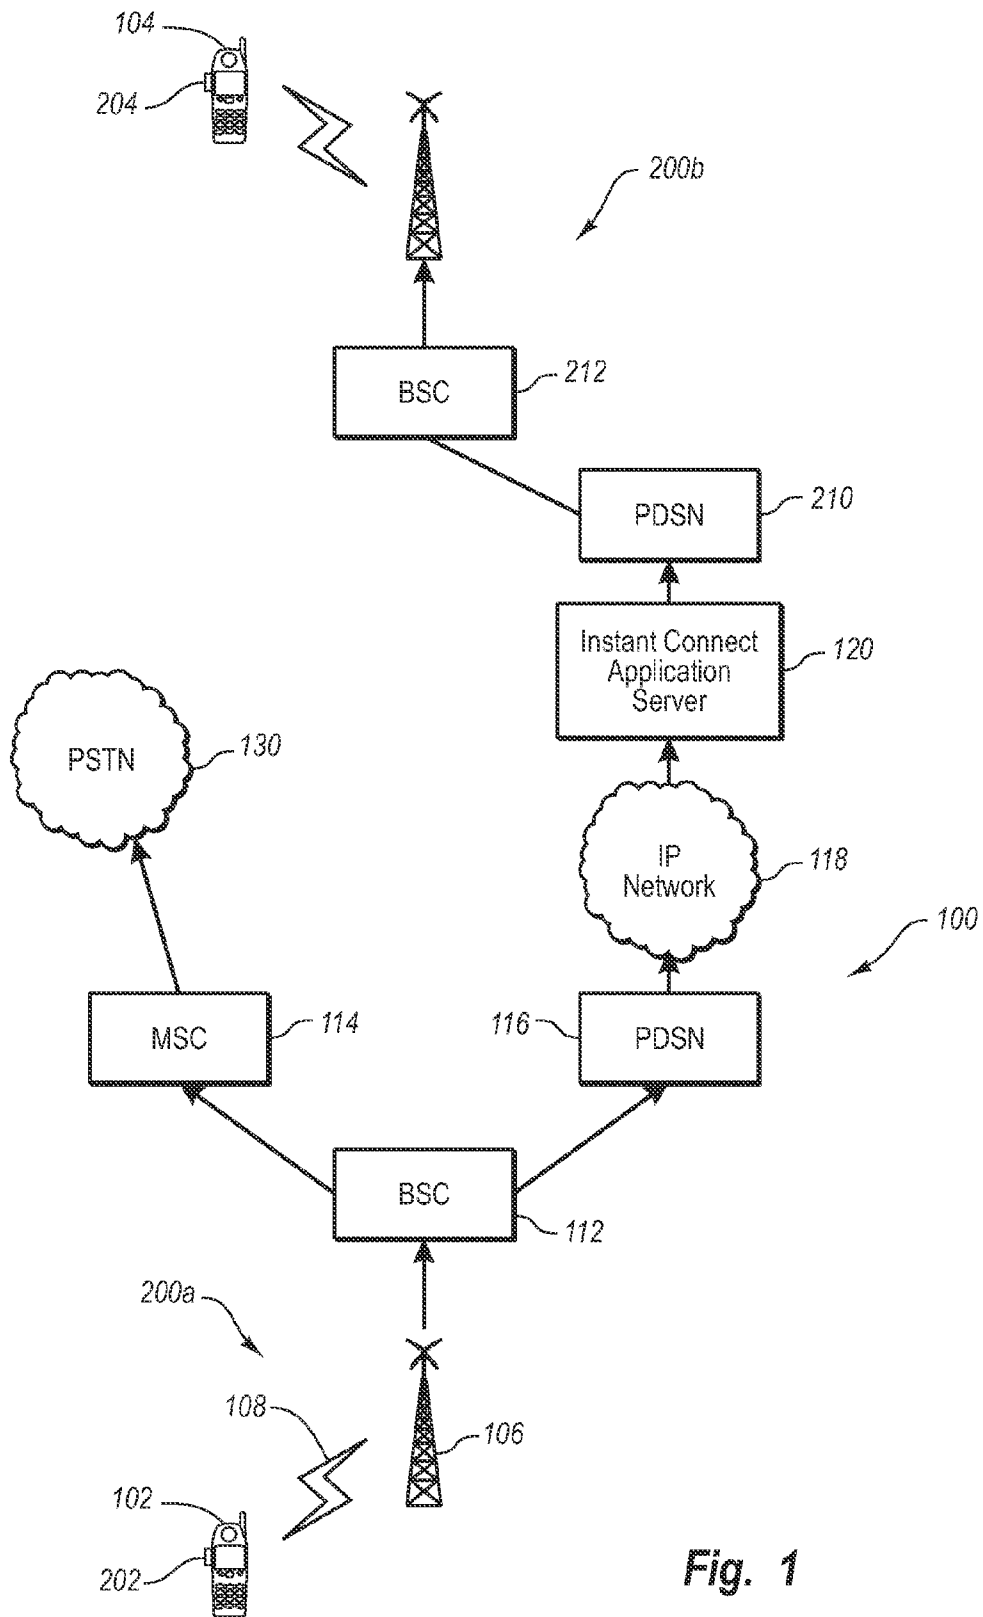 104
204
200b
BSC
212
PDSN
210
Instant Connect
Application
Server
120
PSTN
130
IP
Network
118
100
MSC
114
116
PDSN
BSC
112
200a
108
106
102
202
Fig. 1